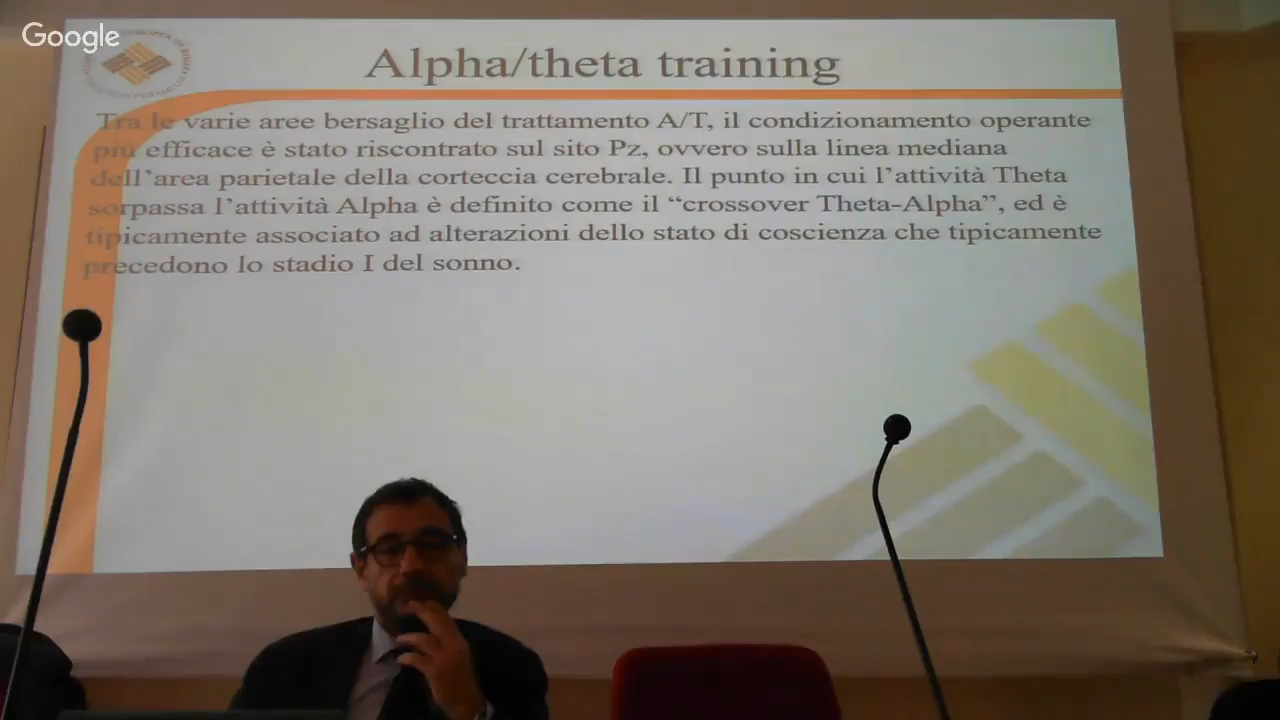 Google
Alpha/theta training
Tra le varie aree bersaglio del trattamento A/T, il condizionamento operante
più efficace è stato riscontrato sul sito Pz, ovvero sulla linea mediana
dell’area parietale della corteccia cerebrale. Il punto in cui l’attività Theta
sorpassa l’attività Alpha è definito come il “crossover Theta-Alpha”, ed è
tipicamente associato ad alterazioni dello stato di coscienza che tipicamente
precedono lo stadio I del sonno.